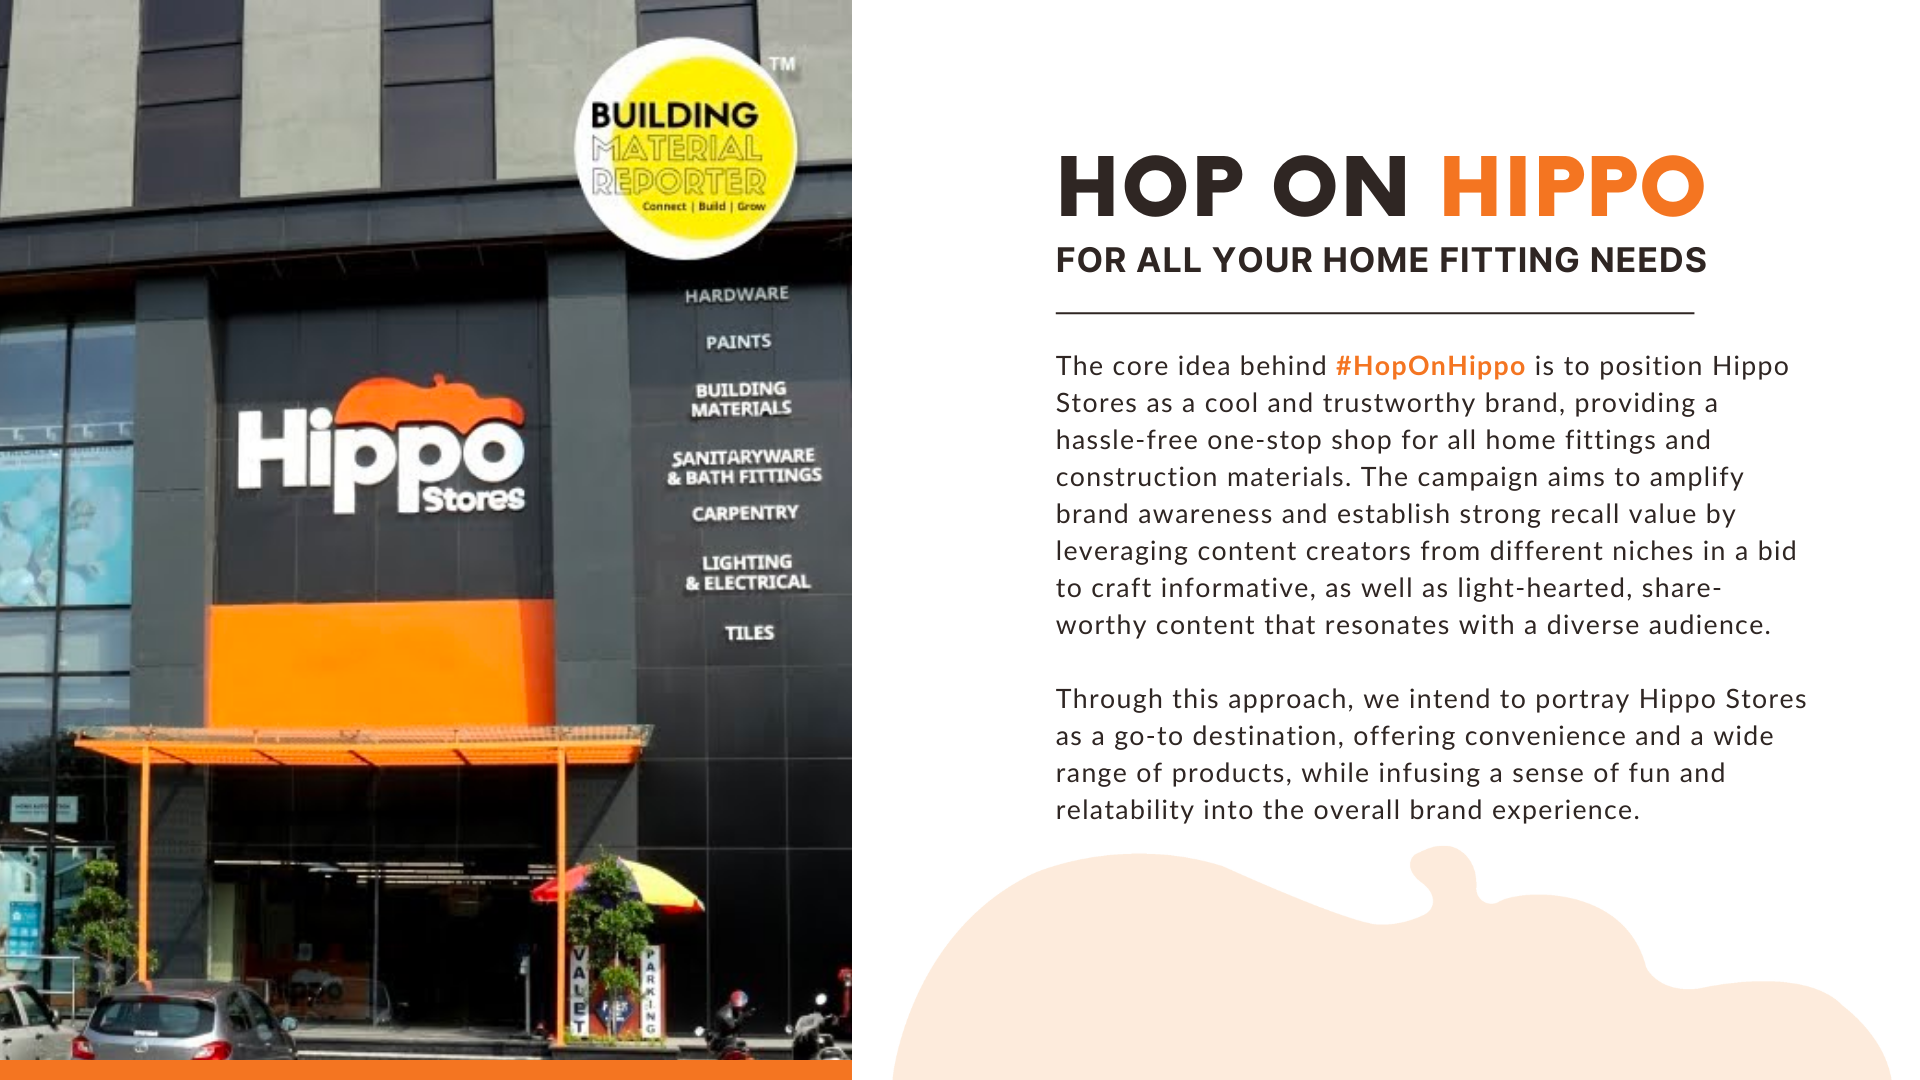 TM
BUILDING
MATERIAL
REPORTER
Connect | Build | Grow
HARDWARE
PAINTS
BUILDING
MATERIALS
SANITARYWARE
& BATH FITTINGS
CARPENTRY
LIGHTING
& ELECTRICAL
TILES
Hippo
Stores
Hippo
VALET
PARKING
HOP ON HIPPO
FOR ALL YOUR HOME FITTING NEEDS
The core idea behind #HopOnHippo is to position Hippo
Stores as a cool and trustworthy brand, providing a
hassle-free one-stop shop for all home fittings and
construction materials. The campaign aims to amplify
brand awareness and establish strong recall value by
leveraging content creators from different niches in a bid
to craft informative, as well as light-hearted, share-
worthy content that resonates with a diverse audience.
Through this approach, we intend to portray Hippo Stores
as a go-to destination, offering convenience and a wide
range of products, while infusing a sense of fun and
relatability into the overall brand experience.